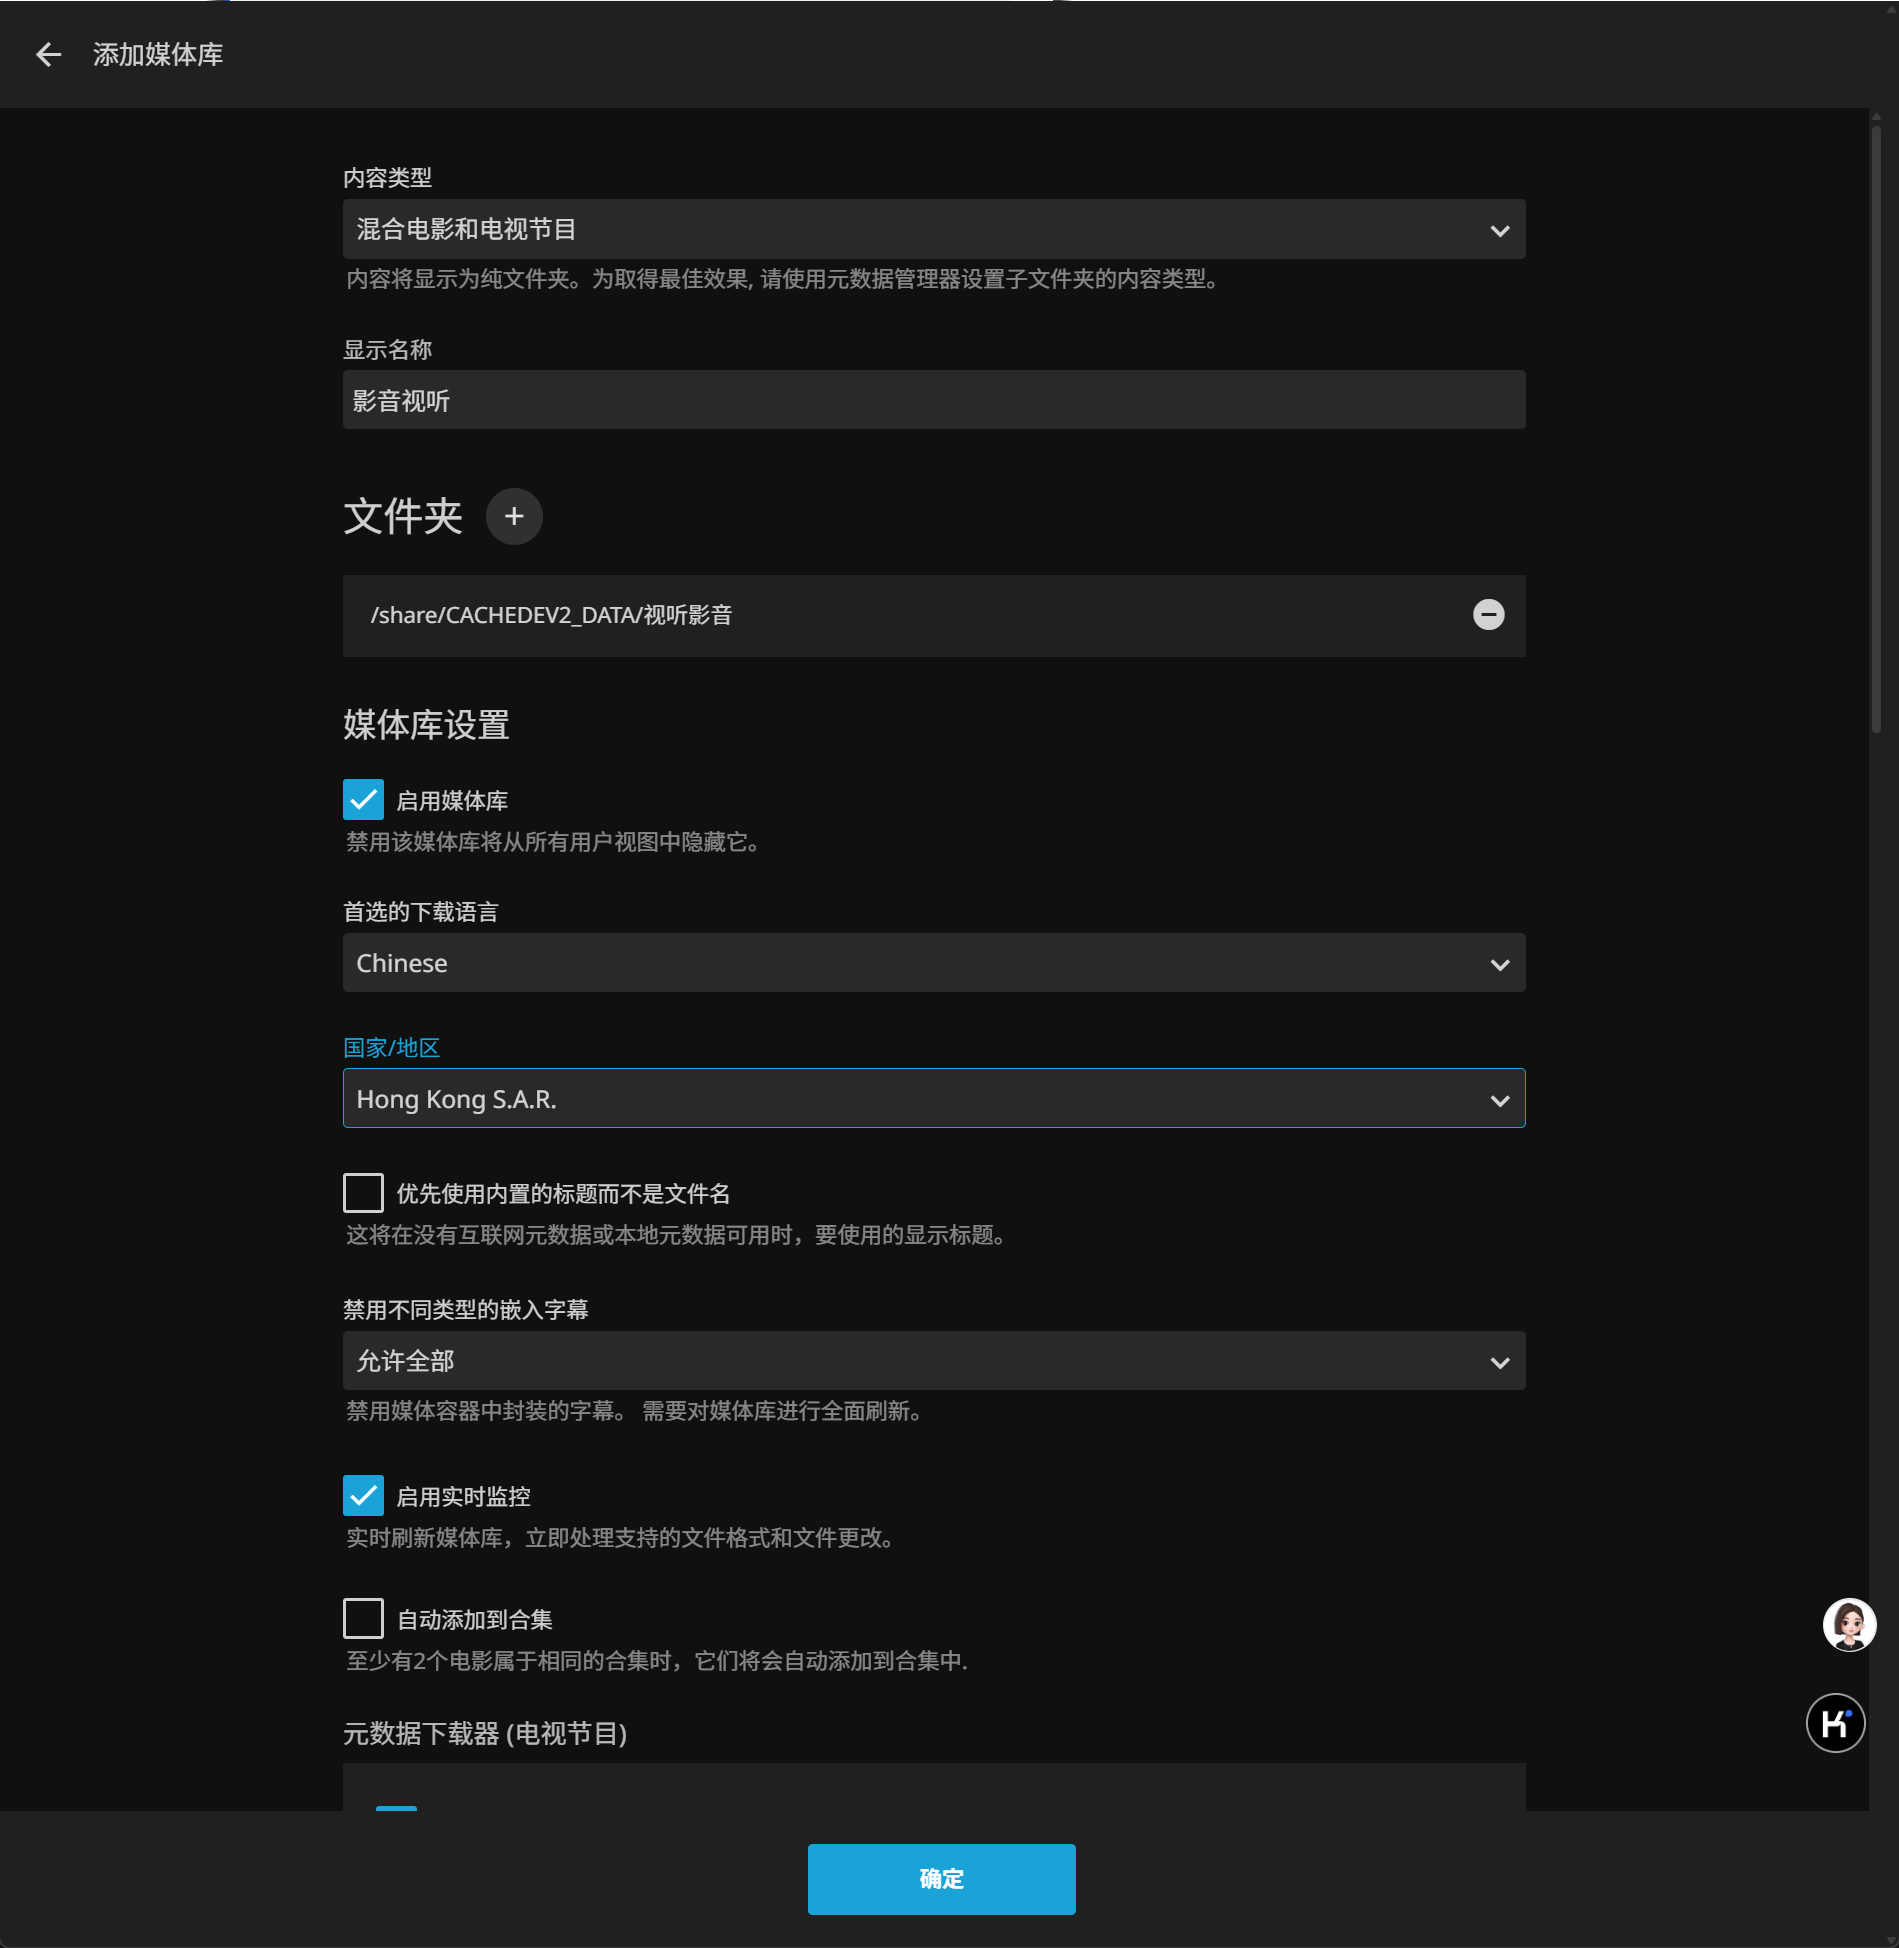 添加媒体库
内容类型
混合电影和电视节目
内容将显示为纯文件夹。为取得最佳效果, 请使用元数据管理器设置子文件夹的内容类型。
显示名称
影音视听
文件夹
/share/CACHEDEV2_DATA/视听影音
媒体库设置
启用媒体库
禁用该媒体库将从所有用户视图中隐藏它。
首选的下载语言
Chinese
国家/地区
Hong Kong S.A.R.
优先使用内置的标题而不是文件名
这将在没有互联网元数据或本地元数据可用时，要使用的显示标题。
禁用不同类型的嵌入字幕
允许全部
禁用媒体容器中封装的字幕。 需要对媒体库进行全面刷新。
启用实时监控
实时刷新媒体库，立即处理支持的文件格式和文件更改。
自动添加到合集
至少有2个电影属于相同的合集时，它们将会自动添加到合集中.
元数据下载器 (电视节目)
K
确定